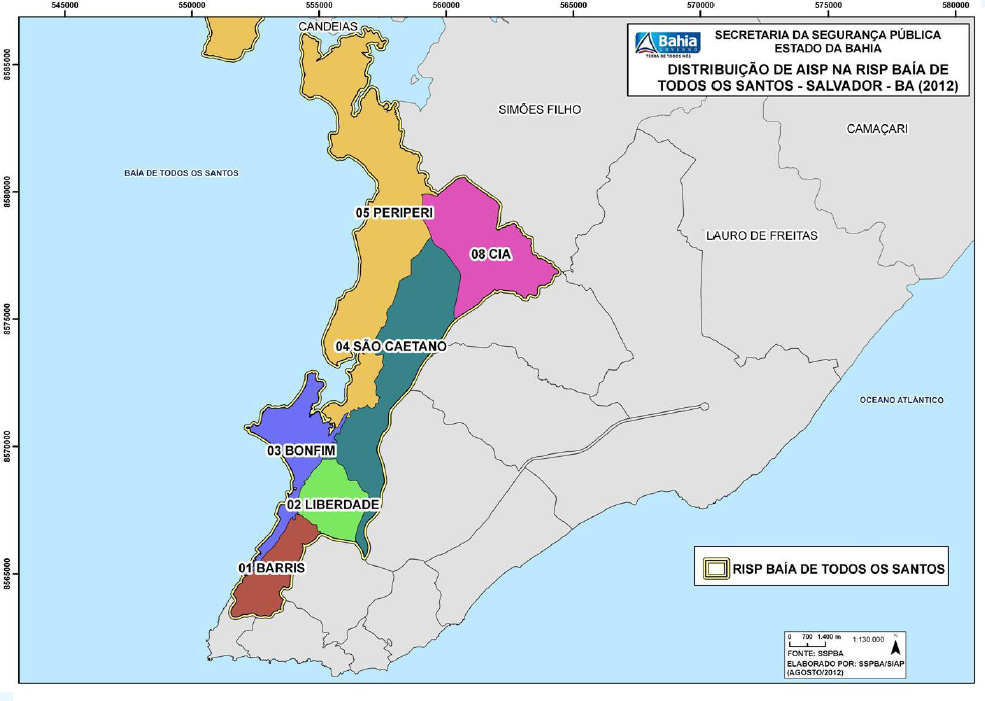 545000 550000 555000 560000 565000 570000 575000 580000
CANDEIAS
Bahia
GOVERNO
TERRA DE TODOS NÓS
SECRETARIA DA SEGURANÇA PÚBLICA
ESTADO DA BAHIA
DISTRIBUIÇÃO DE AISP NA RISP BAÍA DE
TODOS OS SANTOS - SALVADOR - BA (2012)
8585000
SIMÕES FILHO
CAMAÇARI
BAÍA DE TODOS OS SANTOS
8580000
05 PERIPERI
LAURO DE FREITAS
08 CIA
8575000
04 SÃO CAETANO
OCEANO ATLÂNTICO
8570000
03 BONFIM
02 LIBERDADE
8565000
01 BARRIS
RISP BAÍA DE TODOS OS SANTOS
0 700 1.400 m
1:130.000
N
FONTE: SSPBA
ELABORADO POR: SSPBA/SIAP
(AGOSTO/2012)